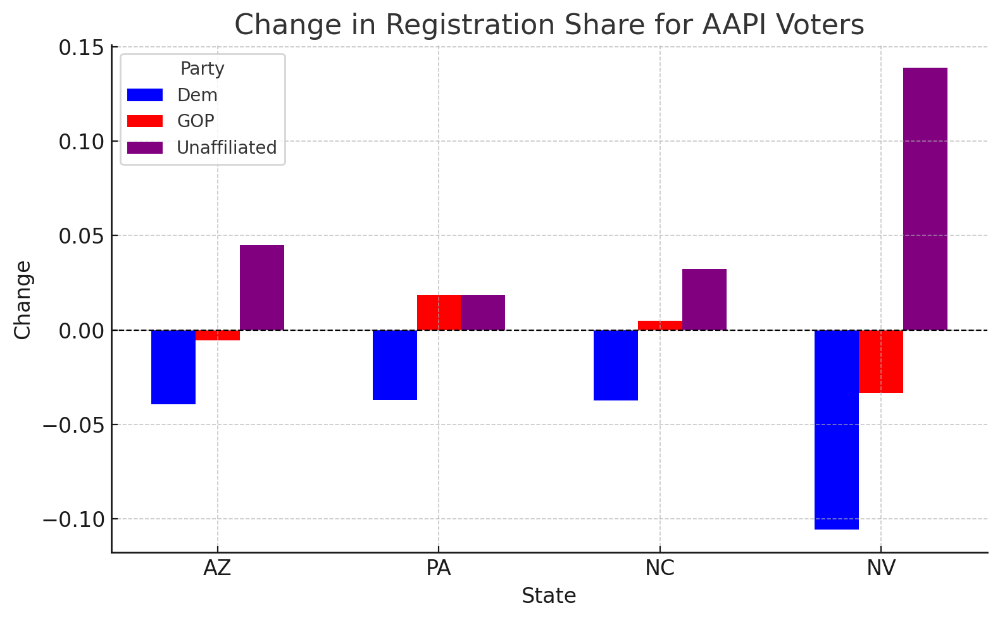 Change in Registration Share for AAPI Voters
Party
Dem
GOP
Unaffiliated
Change
0.15
0.10
0.05
0.00
−0.05
−0.10
AZ
PA
NC
NV
State